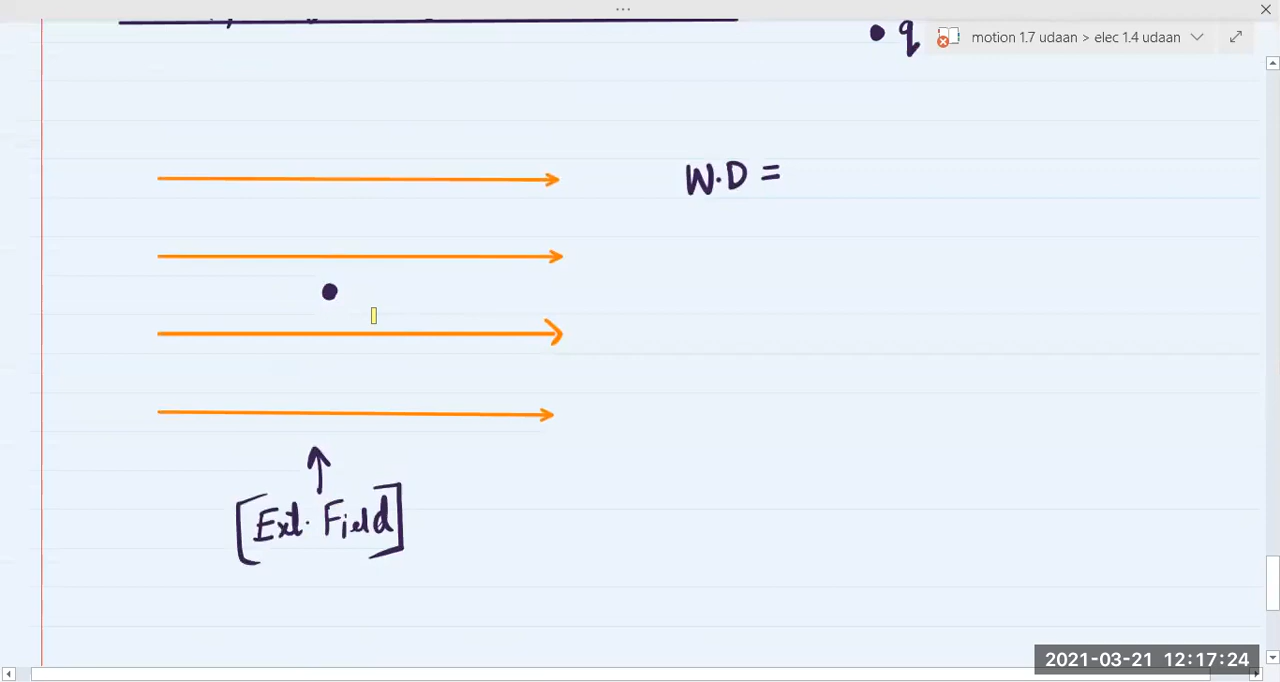 ...
q
motion 1.7 udaan > elec 1.4 udaan
W.D =
[Ext. Field]
2021-03-21 12:17:24